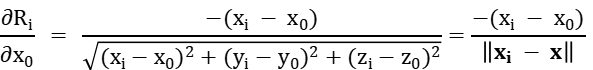 ∂Rᵢ/∂x₀ = −(xᵢ − x₀) / √((xᵢ − x₀)² + (yᵢ − y₀)² + (zᵢ − z₀)²) = −(xᵢ − x₀) / ‖𝐱ᵢ − 𝐱‖